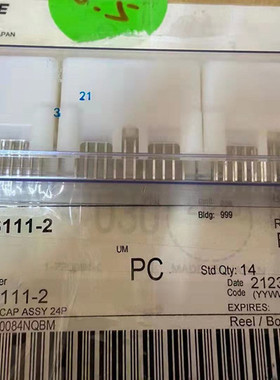 E
JAPAN
21
3
111-2
Bldg: 999
R
UM
PC
Std Qty: 14
Date 2123
Code (YYWW
111-2
CAP ASSY 24P
EXPIRES:
0084NQBM
Reel / Bo